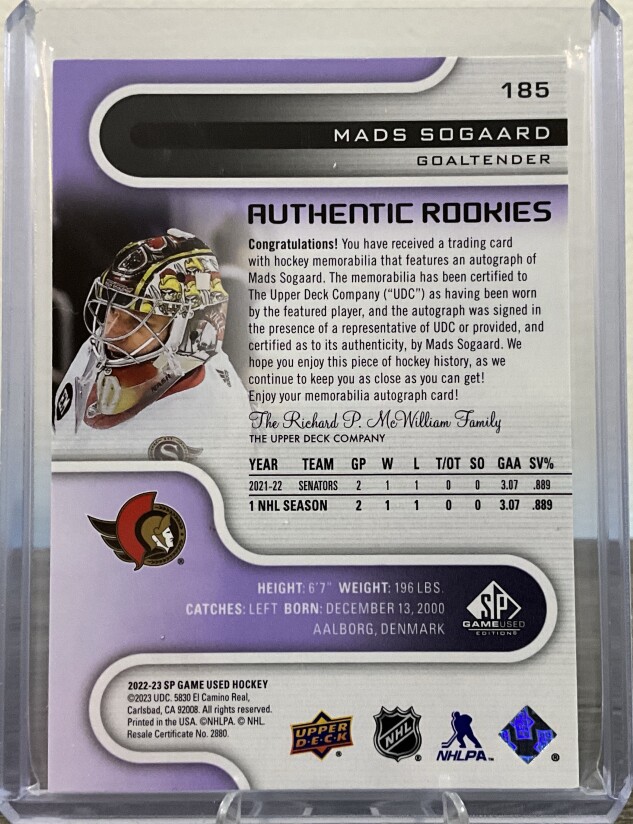 185
MADS SOGAARD
GOALTENDER
AUTHENTIC ROOKIES
Congratulations! You have received a trading card
with hockey memorabilia that features an autograph of
Mads Sogaard. The memorabilia has been certified to
The Upper Deck Company (“UDC”) as having been worn
by the featured player, and the autograph was signed in
the presence of a representative of UDC or provided, and
certified as to its authenticity, by Mads Sogaard. We
hope you enjoy this piece of hockey history, as we
continue to keep you as close as you can get!
Enjoy your memorabilia autograph card!
The Richard P. McWilliam Family
THE UPPER DECK COMPANY
YEAR TEAM GP W L T/OT SO GAA SV%
2021-22 SENATORS 2 1 1 0 0 3.07 .889
1 NHL SEASON 2 1 1 0 0 3.07 .889
HEIGHT: 6'7" WEIGHT: 196 LBS.
CATCHES: LEFT BORN: DECEMBER 13, 2000
AALBORG, DENMARK
SP
GAMEUSED
EDITION®
2022-23 SP GAME USED HOCKEY
©2023 UDC. 5830 El Camino Real,
Carlsbad, CA 92008. All rights reserved.
Printed in the USA. ©NHLPA. © NHL.
Resale Certificate No. 2880.
UPPER
D·E·C·K
®
NHL
®
NHLPA™
®